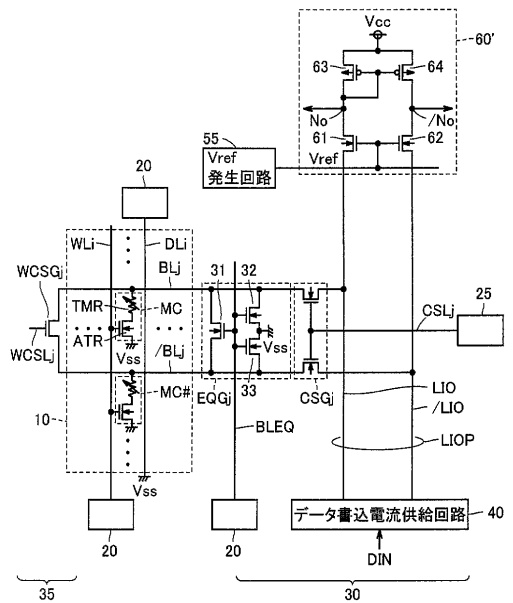 Vcc
60'
63
64
No
/No
61
62
55
Vref
発生回路
Vref
20
WLi
DLi
BLj
31
32
WCSGj
TMR
MC
CSLj
25
WCSLj
ATR
Vss
/BLj
Vss
33
MC#
EQGj
CSGj
LIO
/LIO
10
BLEQ
LIOP
Vss
データ書込電流供給回路
40
20
20
DIN
35
30